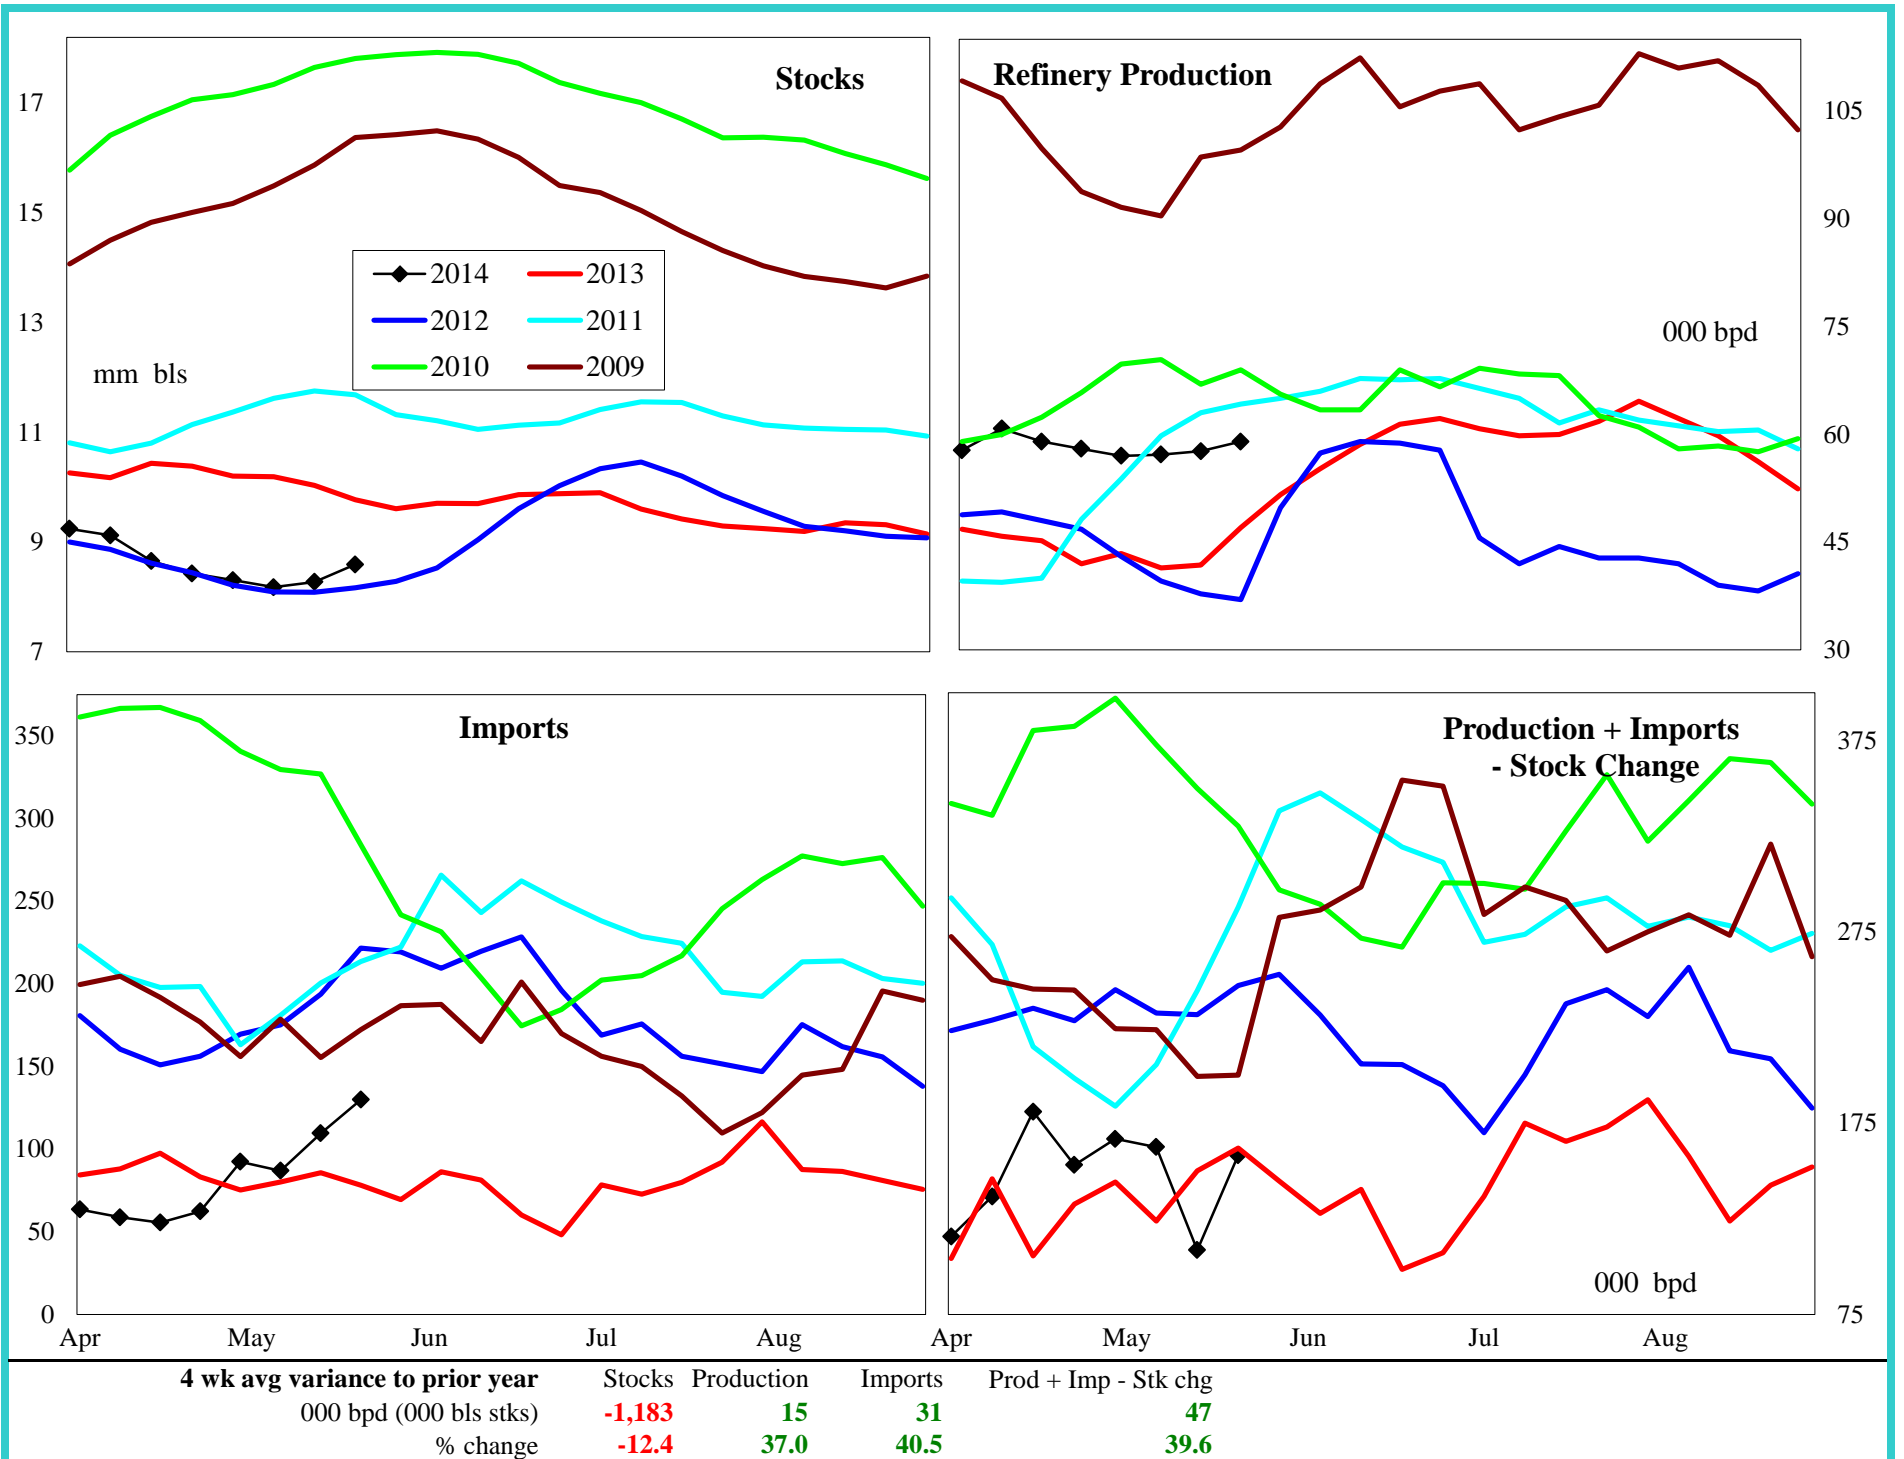 Stocks
17
15
13
11
9
7
mm bls
2014 2013
2012 2011
2010 2009
Refinery Production
105
90
75
60
45
30
000 bpd
Imports
350
300
250
200
150
100
50
0
Apr May Jun Jul Aug
Production + Imports
- Stock Change
375
275
175
75
000 bpd
Apr May Jun Jul Aug
4 wk avg variance to prior year Stocks Production Imports Prod + Imp - Stk chg
000 bpd (000 bls stks) -1,183 15 31 47
% change -12.4 37.0 40.5 39.6